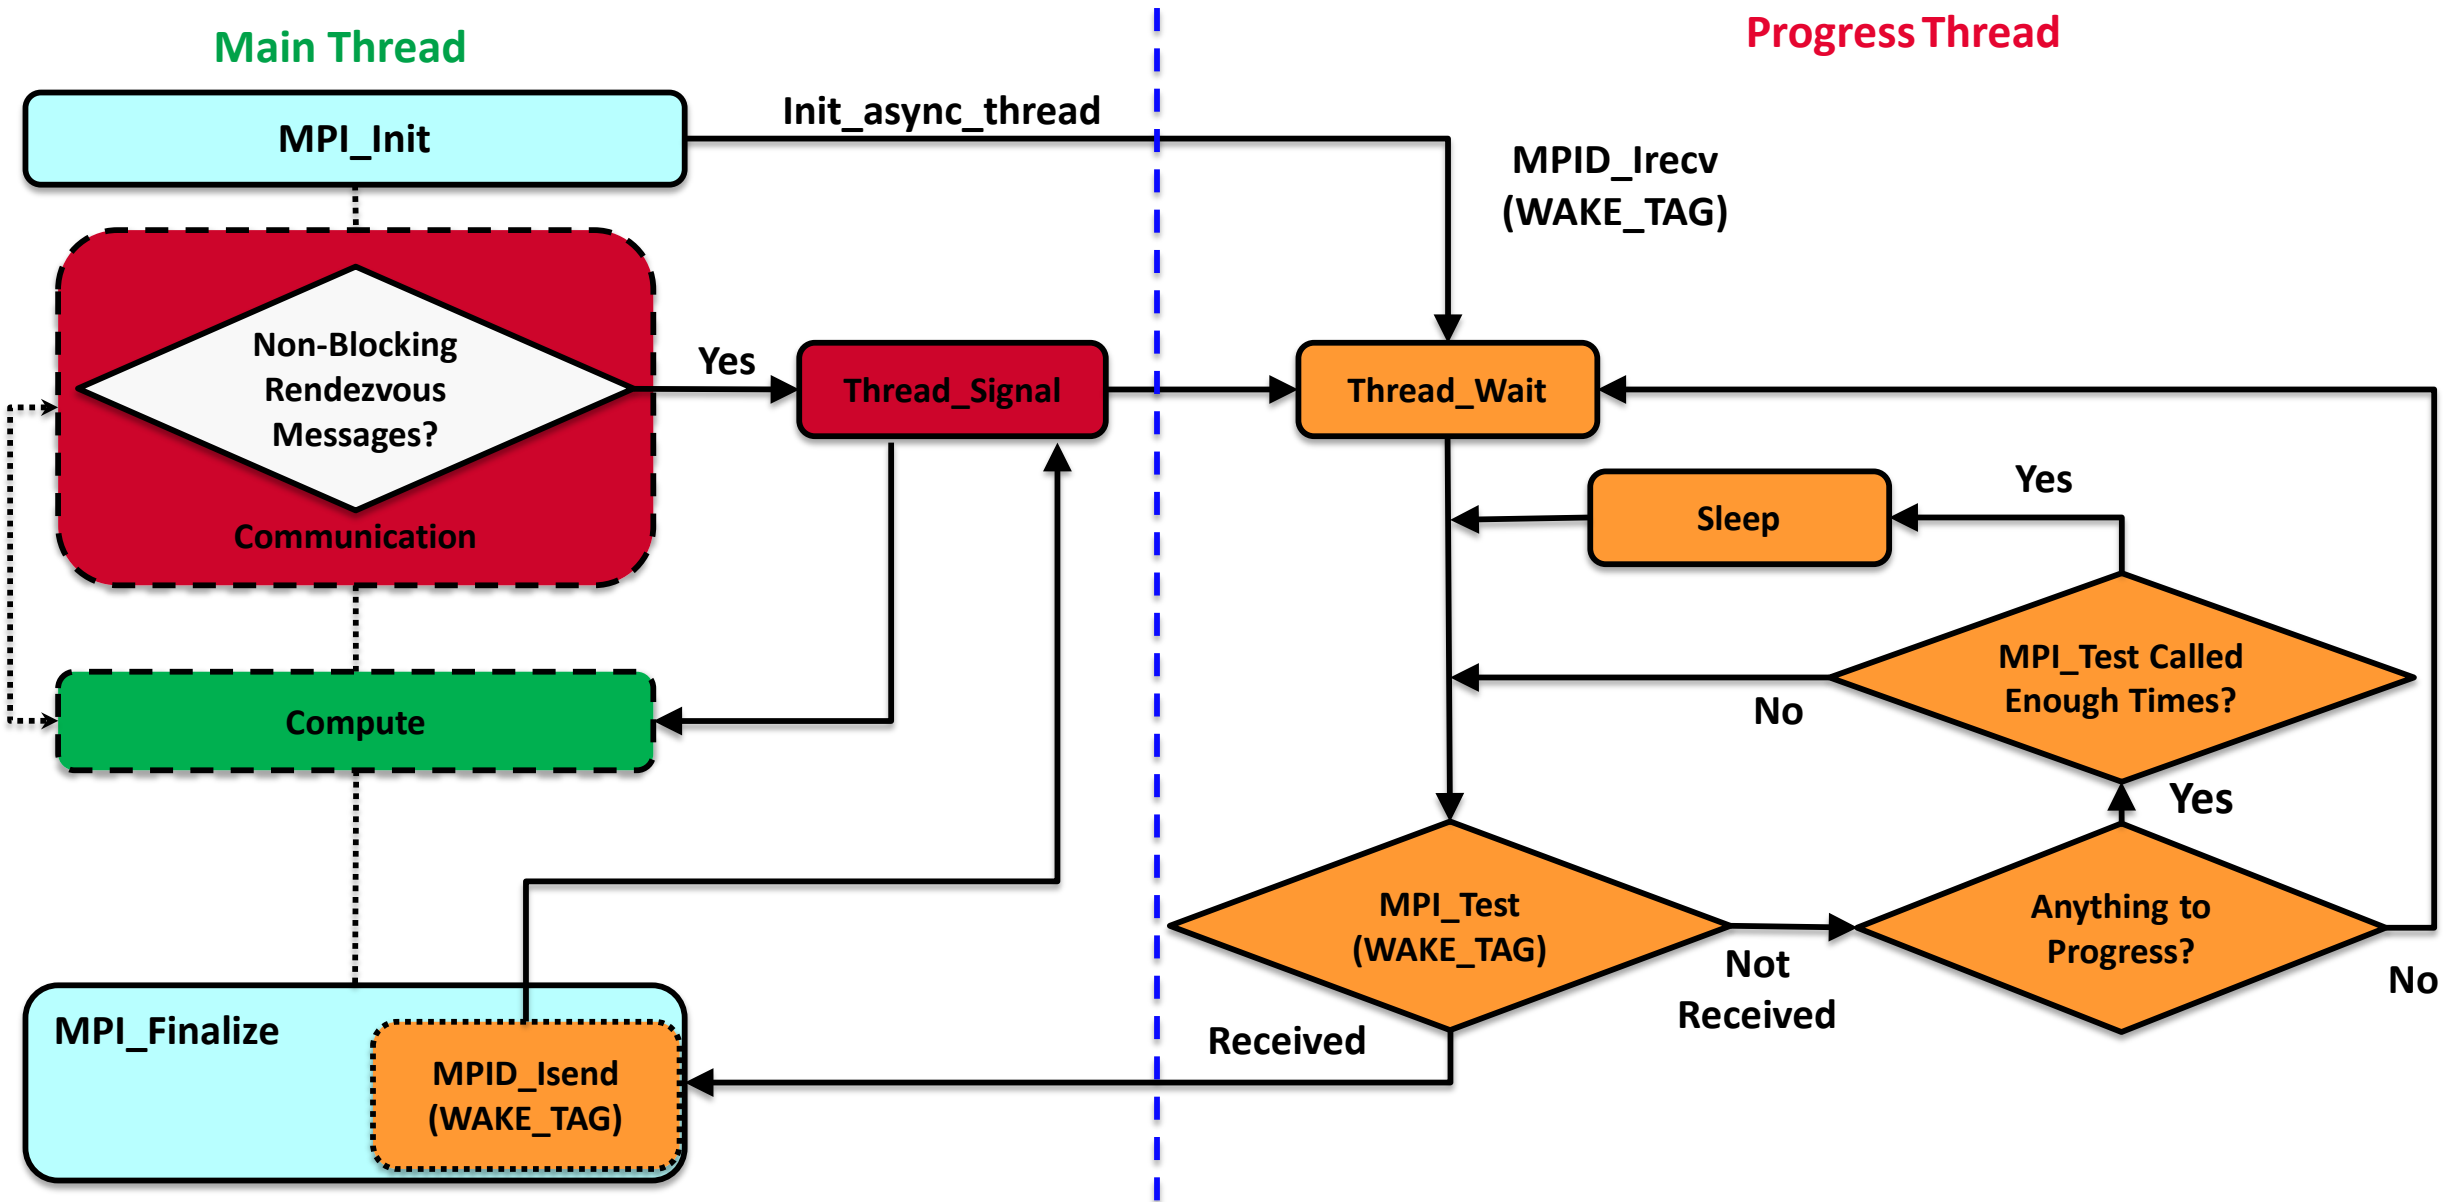 Main Thread
Progress Thread
MPI_Init
Init_async_thread
MPID_Irecv
(WAKE_TAG)
Non-Blocking
Rendezvous
Messages?
Communication
Yes
Thread_Signal
Thread_Wait
Sleep
Yes
MPI_Test Called
Enough Times?
No
Compute
Yes
MPI_Test
(WAKE_TAG)
Not
Received
Anything to
Progress?
No
Received
MPI_Finalize
MPID_Isend
(WAKE_TAG)